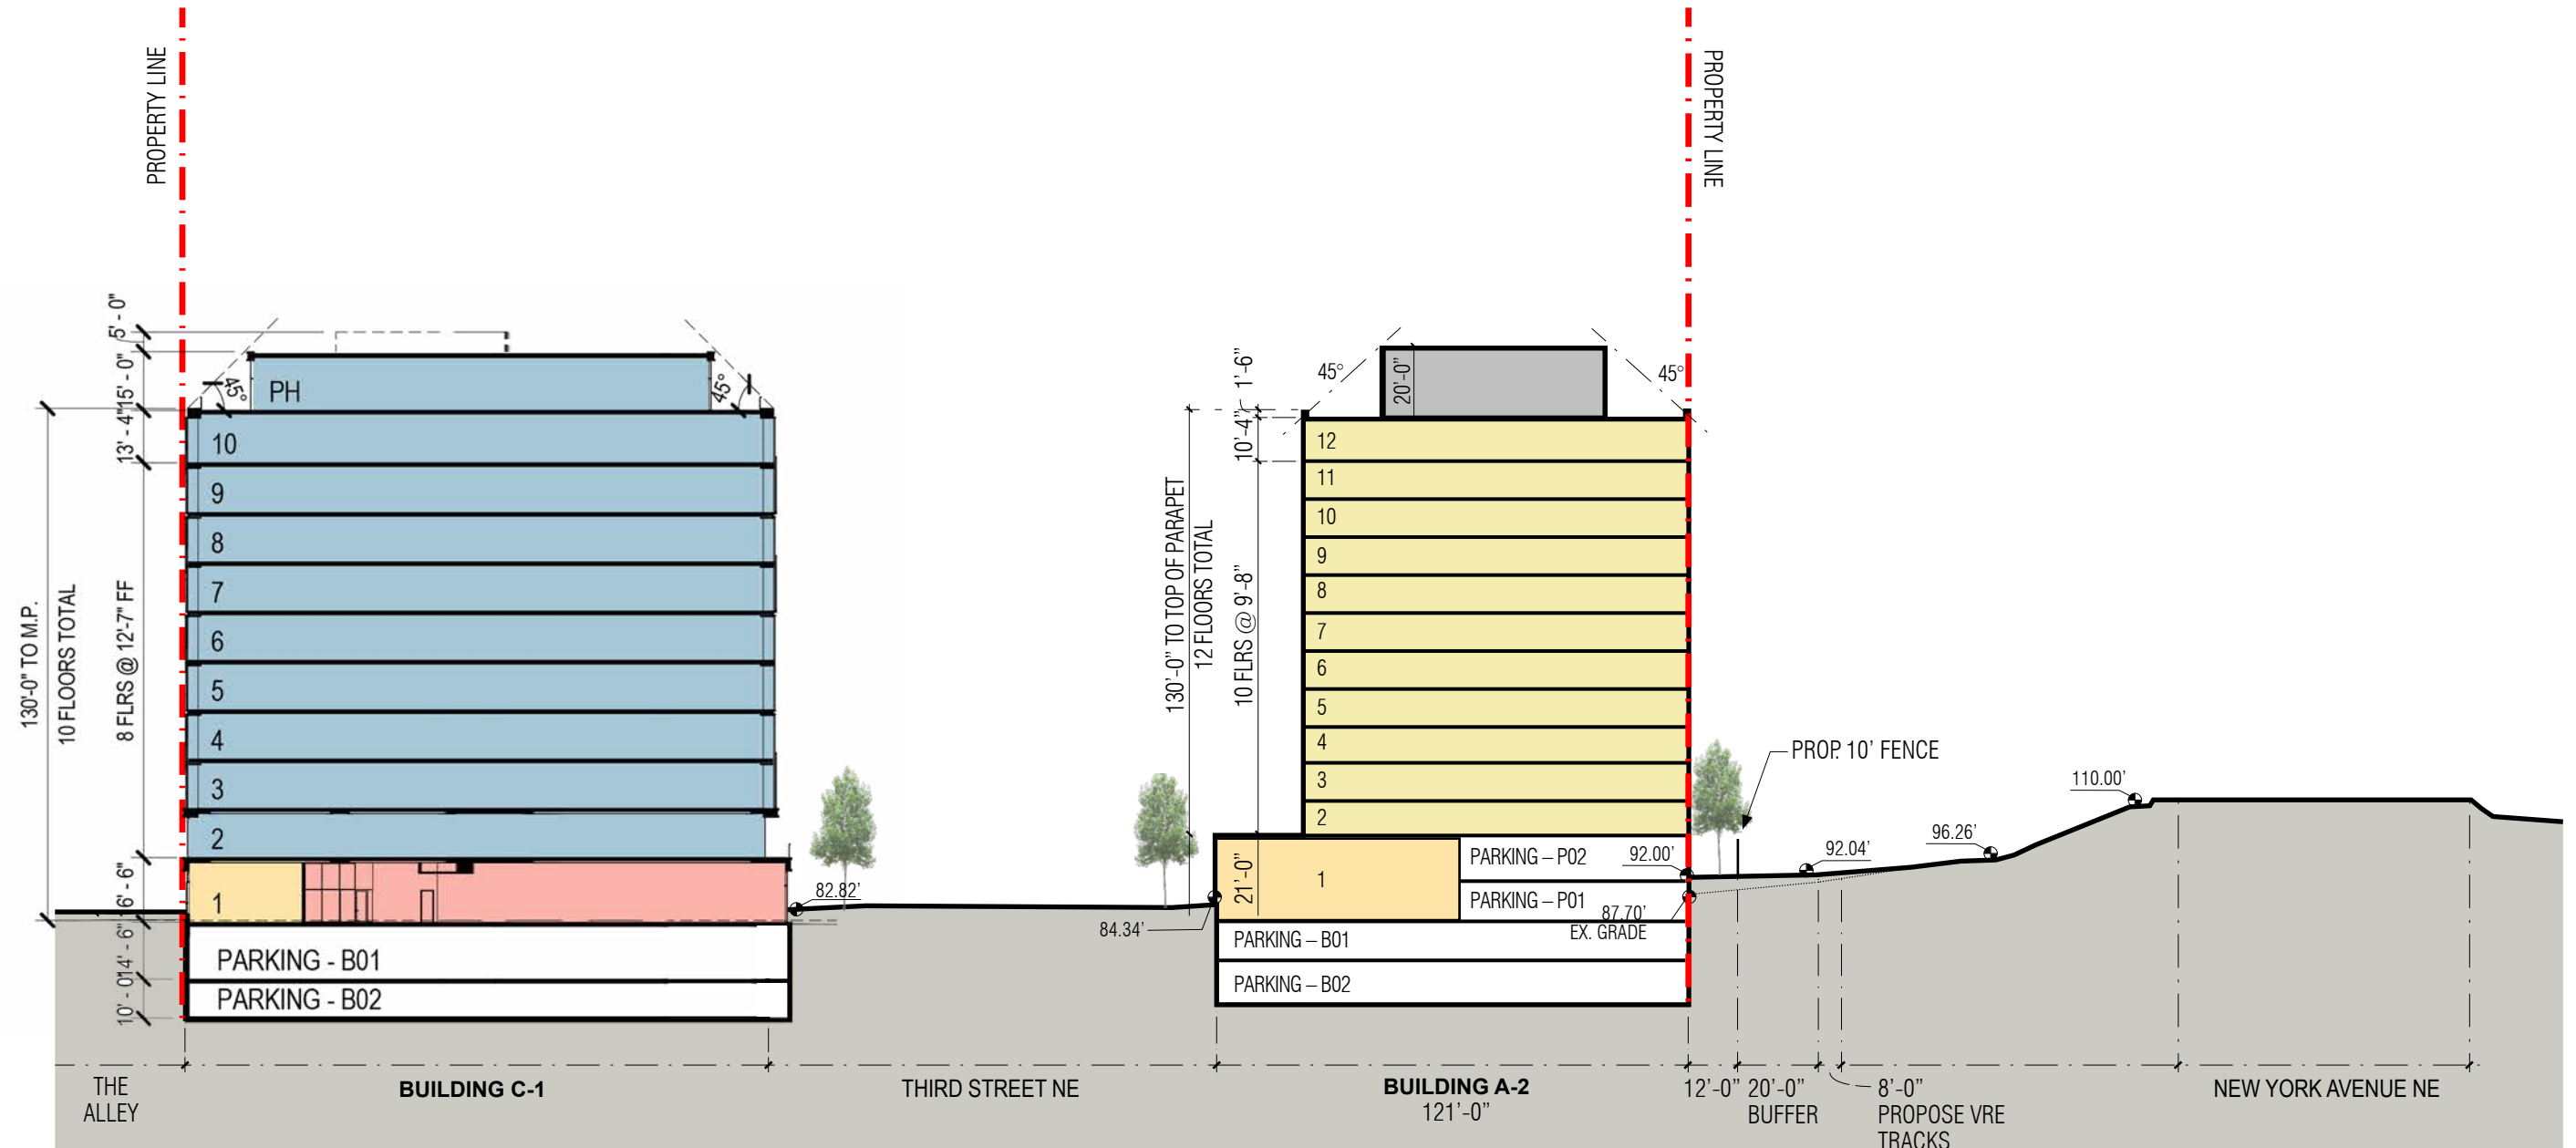 PROPERTY LINE
PROPERTY LINE
5' - 0"
15' - 0"
13' - 4"
8 FLRS @ 12'-7" FF
130'-0" TO M.P.
10 FLOORS TOTAL
16' - 6"
14' - 6"
10' - 0"
45°
45°
PH
10
9
8
7
6
5
4
3
2
1
PARKING - B01
PARKING - B02
82.82'
84.34'
130'-0" TO TOP OF PARAPET
12 FLOORS TOTAL
1'-6"
10'-4"
10 FLRS @ 9'-8"
21'-0"
20'-0"
45°
45°
12
11
10
9
8
7
6
5
4
3
2
1
PARKING – P02
PARKING – P01
PARKING – B01
PARKING – B02
92.00'
87.70'
EX. GRADE
PROP. 10' FENCE
92.04'
96.26'
110.00'
THE
ALLEY
BUILDING C-1
THIRD STREET NE
BUILDING A-2
121'-0"
12'-0"
20'-0"
BUFFER
8'-0"
PROPOSE VRE
TRACKS
NEW YORK AVENUE NE